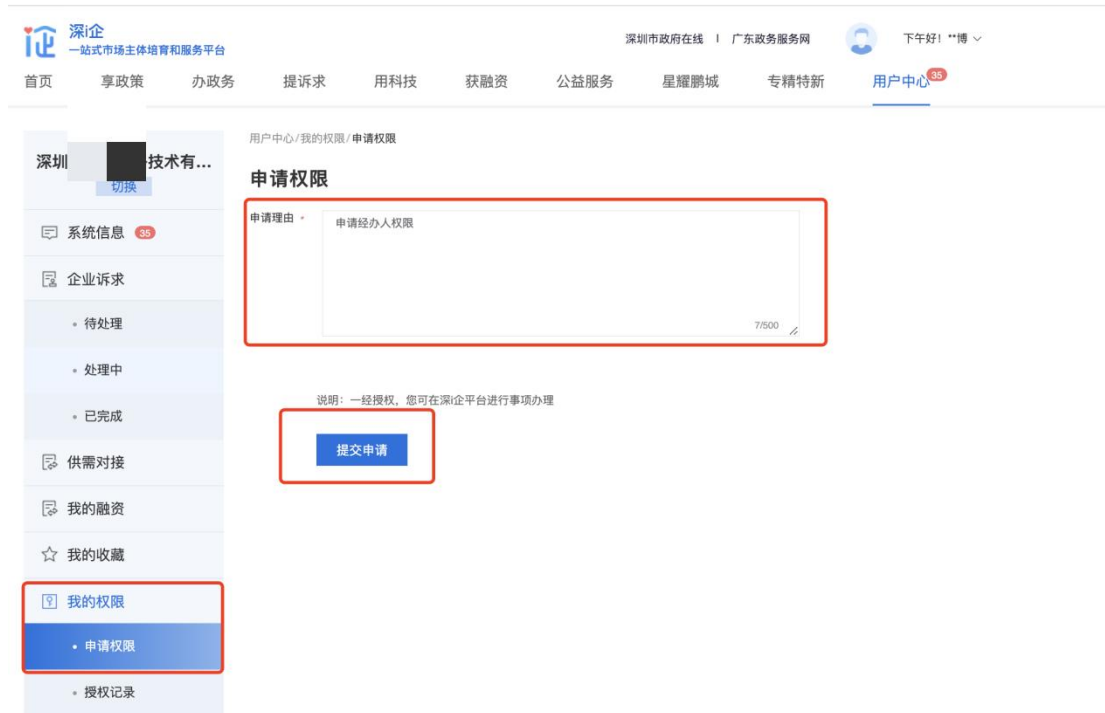 深i企
一站式市场主体培育和服务平台
深圳市政府在线 | 广东政务服务网 下午好！**博
首页 享政策 办政务 提诉求 用科技 获融资 公益服务 星耀鹏城 专精特新 用户中心 35
用户中心/我的权限/申请权限
深圳 技术有...
切换
申请权限
申请理由 *
申请经办人权限
7/500
说明：一经授权，您可在深i企平台进行事项办理
提交申请
系统信息 35
企业诉求
• 待处理
• 处理中
• 已完成
供需对接
我的融资
我的收藏
我的权限
• 申请权限
• 授权记录